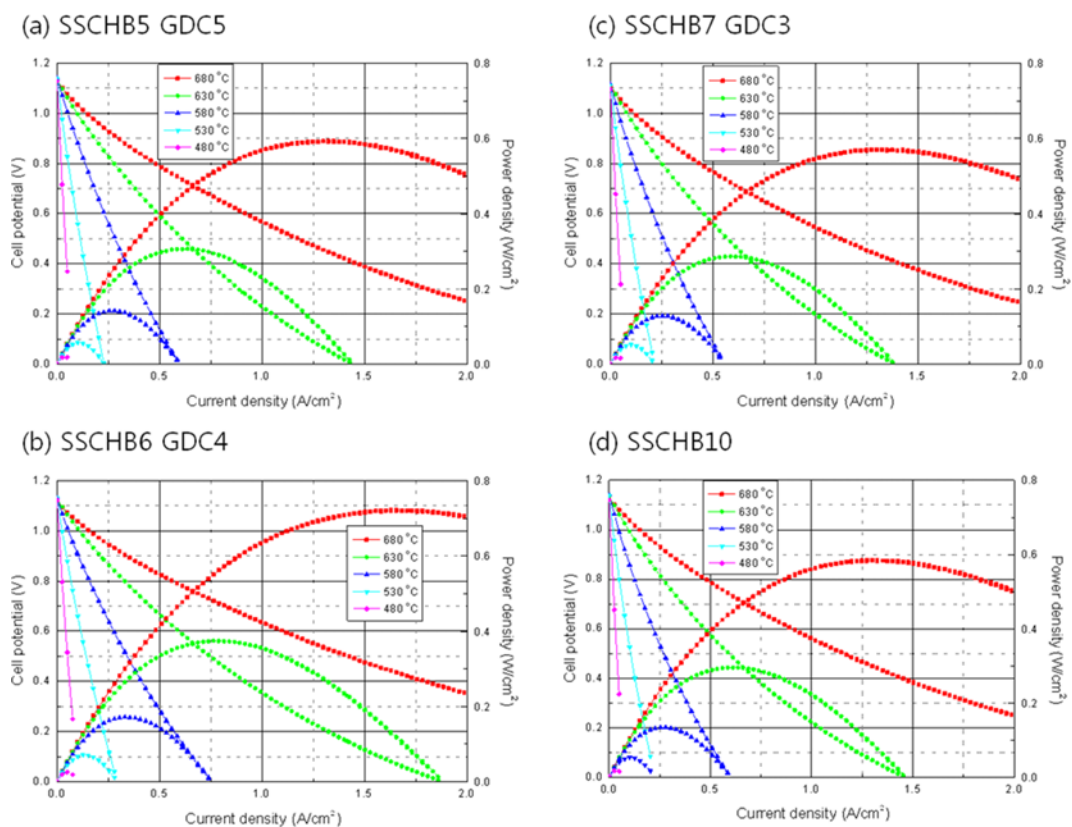 (a) SSCHB5 GDC5
1.2
1.0
0.8
0.6
0.4
0.2
0.0
Cell potential (V)
680 °C
630 °C
580 °C
530 °C
480 °C
0.8
0.6
0.4
0.2
0.0
Power density (W/cm²)
0.0 0.5 1.0 1.5 2.0
Current density (A/cm²)
(c) SSCHB7 GDC3
1.2
1.0
0.8
0.6
0.4
0.2
0.0
Cell potential (V)
680 °C
630 °C
580 °C
530 °C
480 °C
0.8
0.6
0.4
0.2
0.0
Power density (W/cm²)
0.0 0.5 1.0 1.5 2.0
Current density (A/cm²)
(b) SSCHB6 GDC4
1.2
1.0
0.8
0.6
0.4
0.2
0.0
Cell potential (V)
680 °C
630 °C
580 °C
530 °C
480 °C
0.8
0.6
0.4
0.2
0.0
Power density (W/cm²)
0.0 0.5 1.0 1.5 2.0
Current density (A/cm²)
(d) SSCHB10
1.2
1.0
0.8
0.6
0.4
0.2
0.0
Cell potential (V)
680 °C
630 °C
580 °C
530 °C
480 °C
0.8
0.6
0.4
0.2
0.0
Power density (W/cm²)
0.0 0.5 1.0 1.5 2.0
Current density (A/cm²)